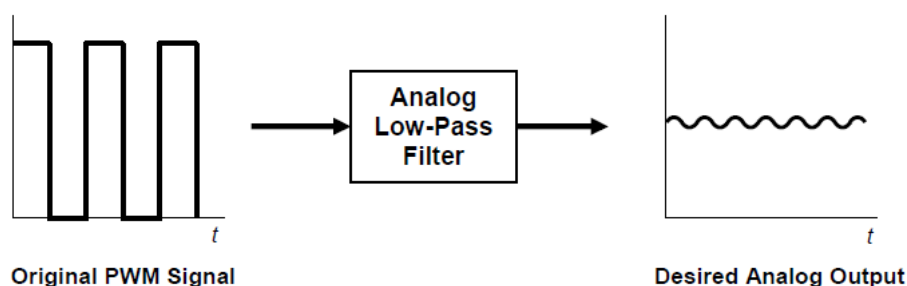 Analog
Low-Pass
Filter
t
t
Original PWM Signal
Desired Analog Output